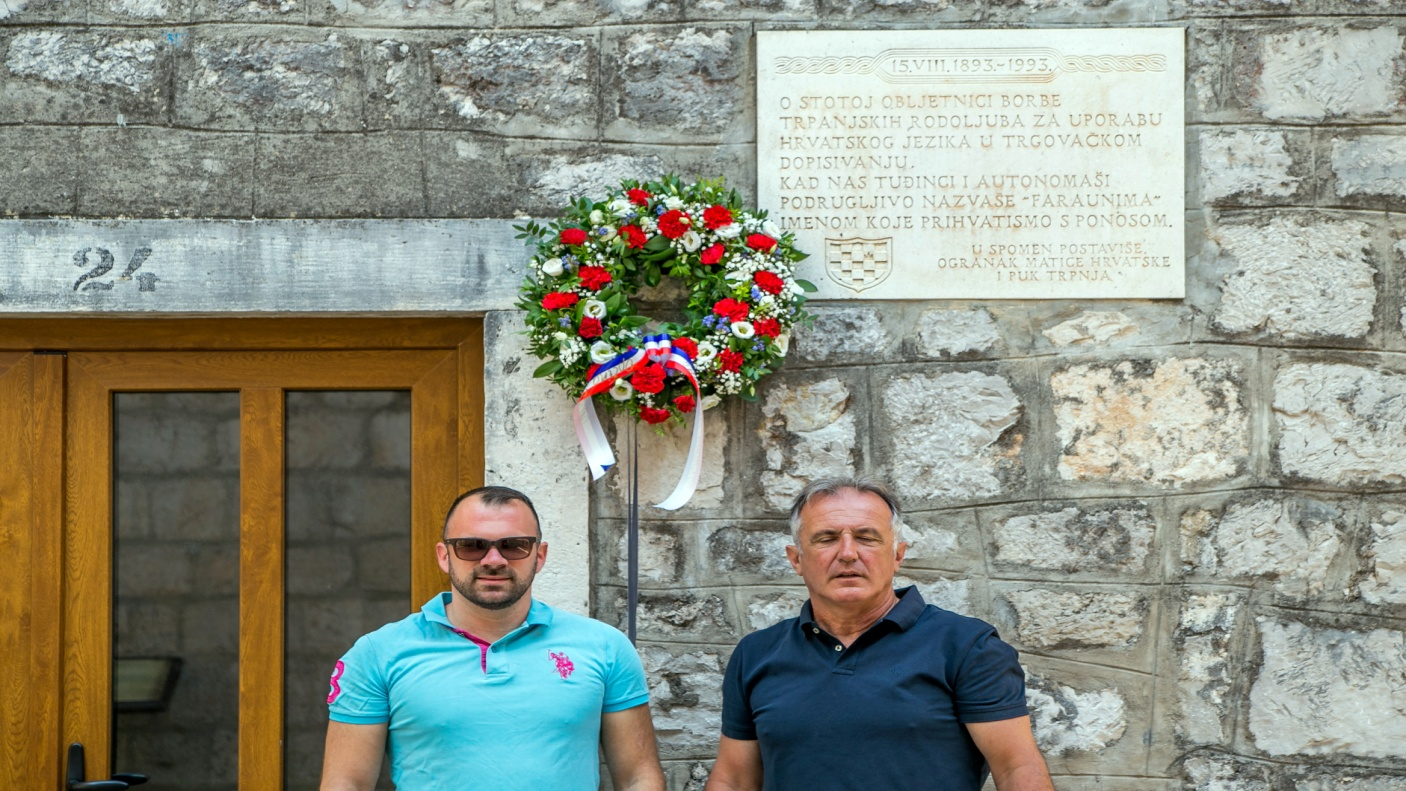 15.VIII.1893.-1993.
O STOTOJ OBLJETNICI BORBE
TRPANJSKIH RODOLJUBA ZA UPORABU
HRVATSKOG JEZIKA U TRGOVAČKOM
DOPISIVANJU.
KAD NAS TUĐINCI I AUTONOMAŠI
PODRUGLJIVO NAZVAŠE "FARAUNIMA"
IMENOM KOJE PRIHVATISMO S PONOSOM.
U SPOMEN POSTAVIŠE,
OGRANAK MATICE HRVATSKE
I PUK TRPNJA
24
3